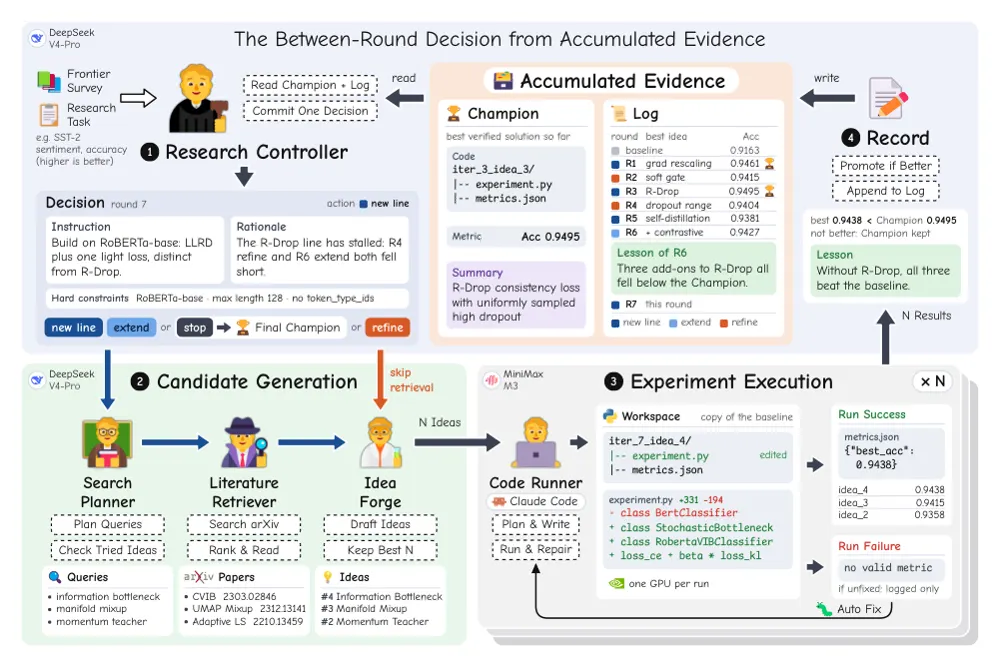 DeepSeek
V4-Pro
The Between-Round Decision from Accumulated Evidence
Frontier
Survey
Research
Task
e.g. SST-2
sentiment, accuracy
(higher is better)
Read Champion + Log
Commit One Decision
1 Research Controller
read
Accumulated Evidence
Champion
best verified solution so far
Code
iter_3_idea_3/
|-- experiment.py
|-- metrics.json
Metric Acc 0.9495
Summary
R-Drop consistency loss
with uniformly sampled
high dropout
Log
round best idea Acc
baseline 0.9163
R1 grad rescaling 0.9461
R2 soft gate 0.9415
R3 R-Drop 0.9495
R4 dropout range 0.9404
R5 self-distillation 0.9381
R6 + contrastive 0.9427
Lesson of R6
Three add-ons to R-Drop all
fell below the Champion.
R7 this round
new line extend refine
write
4 Record
Promote if Better
Append to Log
best 0.9438 < Champion 0.9495
not better: Champion kept
Lesson
Without R-Drop, all three
beat the baseline.
N Results
Decision round 7 action new line
Instruction
Build on RoBERTa-base: LLRD
plus one light loss, distinct
from R-Drop.
Rationale
The R-Drop line has stalled: R4
refine and R6 extend both fell
short.
Hard constraints RoBERTa-base · max length 128 · no token_type_ids
new line extend or stop Final Champion or refine
skip
retrieval
DeepSeek
V4-Pro
2 Candidate Generation
Search
Planner
Plan Queries
Check Tried Ideas
Queries
• information bottleneck
• manifold mixup
• momentum teacher
Literature
Retriever
Search arXiv
Rank & Read
arXiv Papers
• CVIB 2303.02846
• UMAP Mixup 2312.13141
• Adaptive LS 2210.13459
Idea
Forge
Draft Ideas
Keep Best N
Ideas
#4 Information Bottleneck
#3 Manifold Mixup
#2 Momentum Teacher
N Ideas
MiniMax
M3
3 Experiment Execution
× N
Code Runner
Claude Code
Plan & Write
Run & Repair
Workspace copy of the baseline
iter_7_idea_4/
|-- experiment.py edited
|-- metrics.json
experiment.py +331 -194
- class BertClassifier
+ class StochasticBottleneck
+ class RobertaVIBClassifier
+ loss_ce + beta * loss_kl
one GPU per run
Run Success
metrics.json
{"best_acc":
0.9438}
idea_4 0.9438
idea_3 0.9415
idea_2 0.9358
Run Failure
no valid metric
if unfixed: logged only
Auto Fix